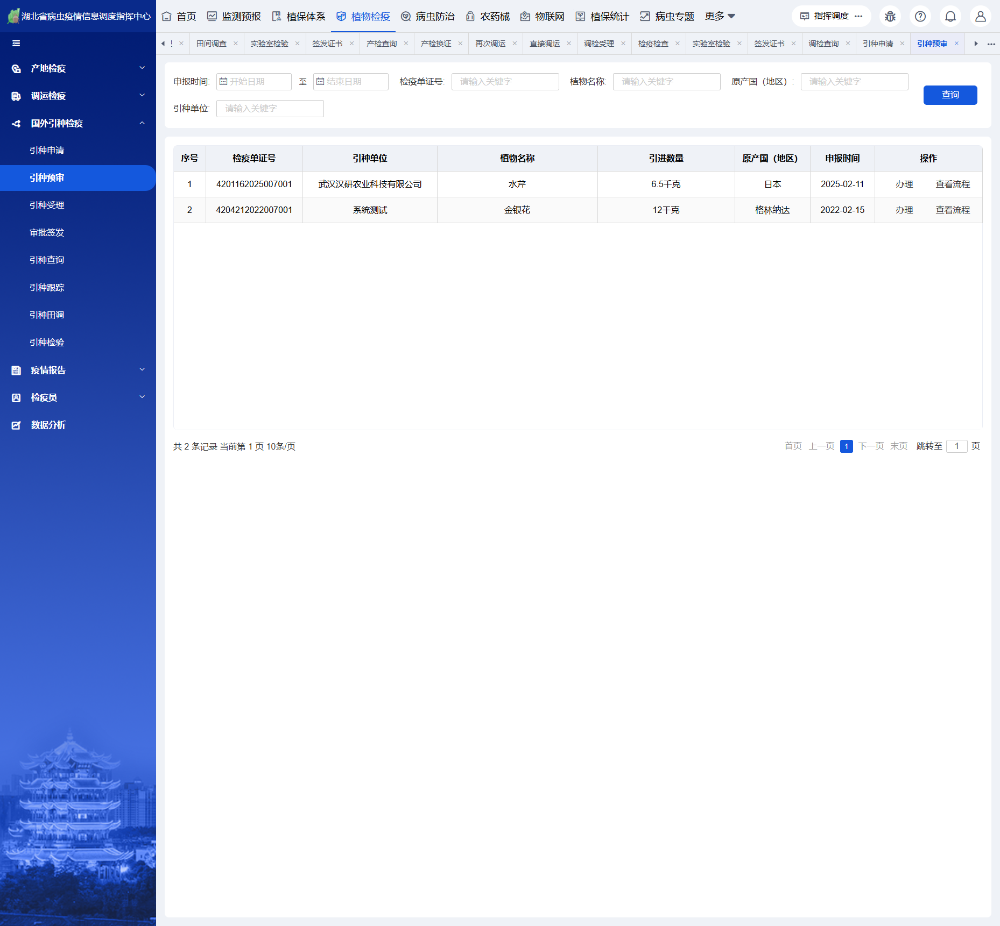 湖北省病虫疫情信息调度指挥中心
首页 监测预报 植保体系 植物检疫 病虫防治 农药械 物联网 植保统计 病虫专题 更多
指挥调度
田间调查 × 实验室检验 × 签发证书 × 产检查询 × 产检换证 × 再次调运 × 直接调运 × 调检受理 × 检疫检查 × 实验室检验 × 签发证书 × 调检查询 × 引种申请 × 引种预审 ×
产地检疫
调运检疫
国外引种检疫
引种申请
引种预审
引种受理
审批签发
引种查询
引种跟踪
引种田调
引种检验
疫情报告
检疫员
数据分析
申报时间: 开始日期 至 结束日期 检疫单证号: 请输入关键字 植物名称: 请输入关键字 原产国（地区）: 请输入关键字
引种单位: 请输入关键字
查询
序号 检疫单证号 引种单位 植物名称 引进数量 原产国（地区） 申报时间 操作
1 4201162025007001 武汉汉研农业科技有限公司 水芹 6.5千克 日本 2025-02-11 办理 查看流程
2 4204212022007001 系统测试 金银花 12千克 格林纳达 2022-02-15 办理 查看流程
共 2 条记录 当前第 1 页 10条/页
首页 上一页 1 下一页 末页 跳转至 1 页